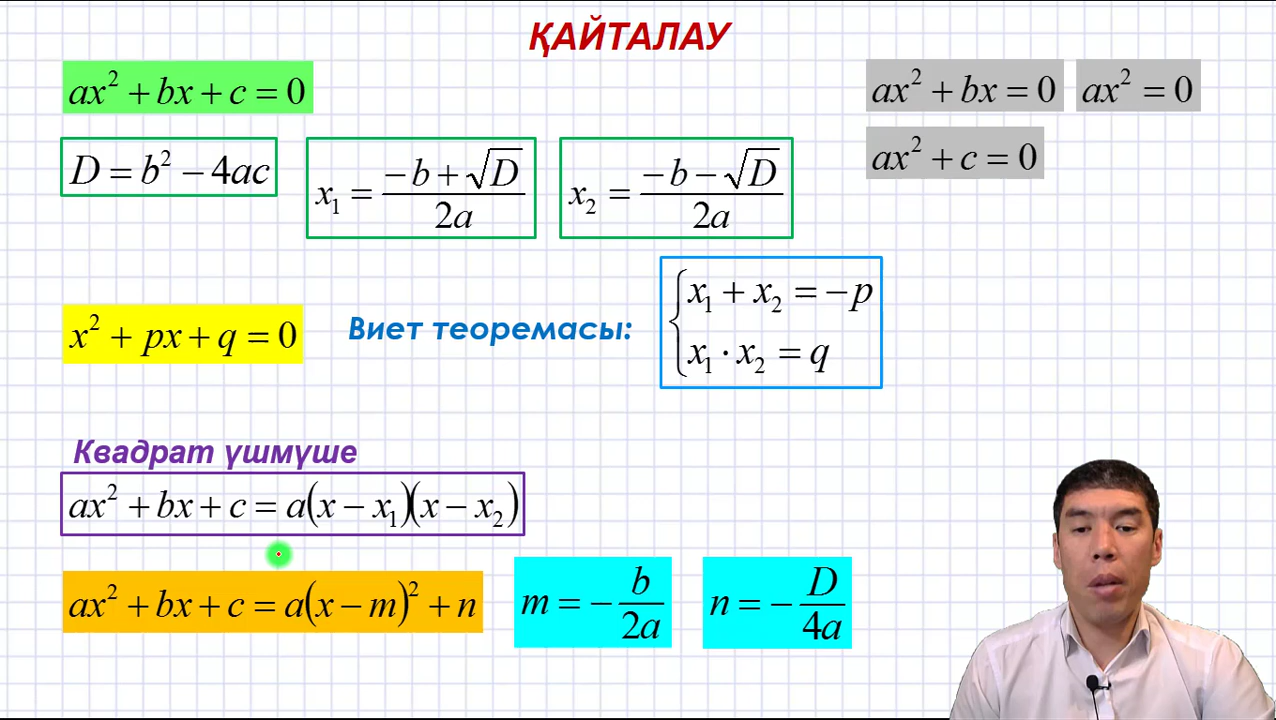 ҚАЙТАЛАУ
ax² + bx + c = 0
ax² + bx = 0
ax² = 0
ax² + c = 0
D = b² − 4ac
x₁ = (−b + √D) / 2a
x₂ = (−b − √D) / 2a
x² + px + q = 0
Виет теоремасы:
{ x₁ + x₂ = −p
x₁ · x₂ = q
Квадрат үшмүше
ax² + bx + c = a(x − x₁)(x − x₂)
ax² + bx + c = a(x − m)² + n
m = − b / 2a
n = − D / 4a